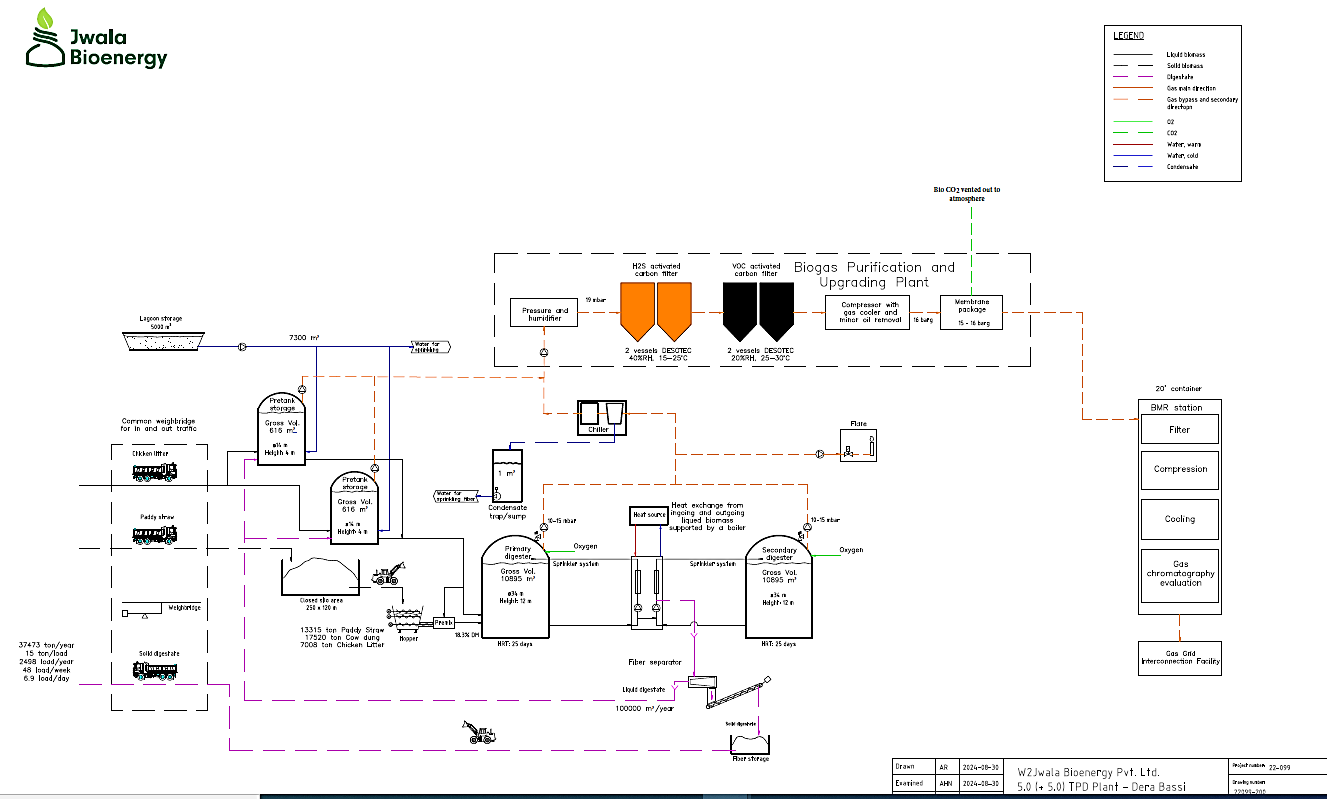 Jwala
Bioenergy
LEGEND
Liquid biomass
Solid biomass
Digestate
Gas main direction
Gas bypass and secondary
direction
O2
CO2
Water, warm
Water, cold
Condensate
Bio CO2 vented out to
atmosphere
Biogas Purification and
Upgrading Plant
H2S activated
carbon filter
VOC activated
carbon filter
Pressure and
humidifier
19 mbar
Compressor with
gas cooler and
minor oil removal
16 barg
Membrane
package
15 - 16 barg
2 vessels DESOTEC
40%RH, 15-25°C
2 vessels DESOTEC
20%RH, 25-30°C
Lagoon storage
5000 m³
7300 m³
Water for
sprinkling
Pretank
storage
Gross Vol.
616 m³
ø14 m
Height: 4 m
Pretank
storage
Gross Vol.
616 m³
ø14 m
Height: 4 m
Common weighbridge
for in and out traffic
Chicken litter
Paddy straw
Weighbridge
Solid digestate
37473 ton/year
15 ton/load
2498 load/year
48 load/week
6.9 load/day
Closed silo area
250 x 120 m
13315 ton Paddy Straw
17520 ton Cow dung
7008 ton Chicken Litter
Hopper
Premix
18.3% DM
Chiller
1 m³
Water for
sprinkling fiber
Condensate
trap/sump
Flare
10-15 mbar
Primary
digester
Gross Vol.
10895 m³
ø34 m
Height: 12 m
HRT: 25 days
Oxygen
Sprinkler system
Heat source
Heat exchange from
ingoing and outgoing
liqued biomass
supported by a boiler
Sprinkler system
10-15 mbar
Secondary
digester
Gross Vol.
10895 m³
ø34 m
Height: 12 m
HRT: 25 days
Oxygen
Fiber separator
Liquid digestate
100000 m³/year
Solid digestate
Fiber storage
20' container
BMR station
Filter
Compression
Cooling
Gas
chromatography
evaluation
Gas Grid
Interconnection Facility
Drawn AR 2024-08-30
Examined AHN 2024-08-30
W2Jwala Bioenergy Pvt. Ltd.
5.0 (+ 5.0) TPD Plant - Dera Bassi
Project number: 22-099
Drawing number:
22099-200